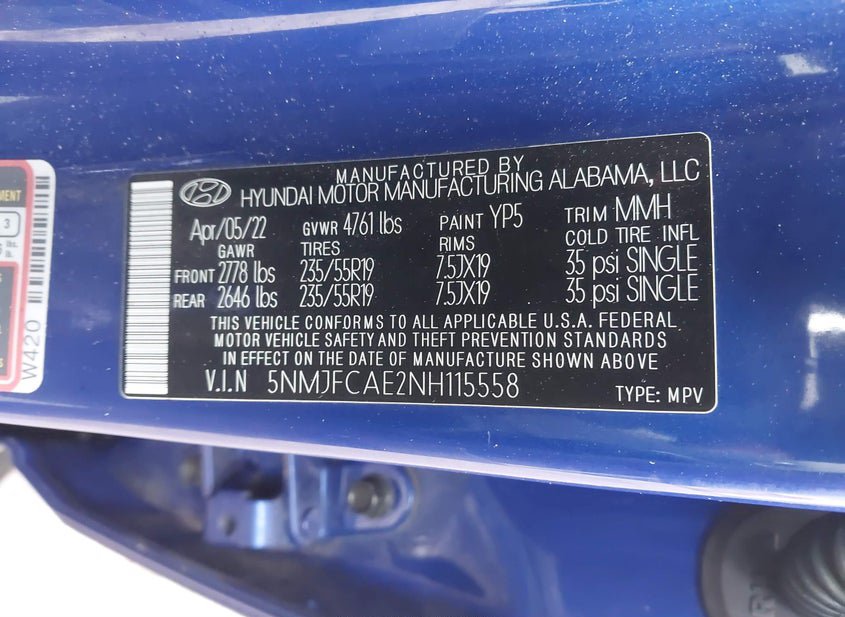 MANUFACTURED BY
HYUNDAI MOTOR MANUFACTURING ALABAMA, LLC
Apr/05/22 GVWR 4761 lbs PAINT YP5 TRIM MMH
GAWR TIRES RIMS COLD TIRE INFL
FRONT 2778 lbs 235/55R19 7.5JX19 35 psi SINGLE
REAR 2646 lbs 235/55R19 7.5JX19 35 psi SINGLE
THIS VEHICLE CONFORMS TO ALL APPLICABLE U.S.A. FEDERAL
MOTOR VEHICLE SAFETY AND THEFT PREVENTION STANDARDS
IN EFFECT ON THE DATE OF MANUFACTURE SHOWN ABOVE
V.I.N 5NMJFCAE2NH115558 TYPE: MPV
3
lbs.
lb.
W420